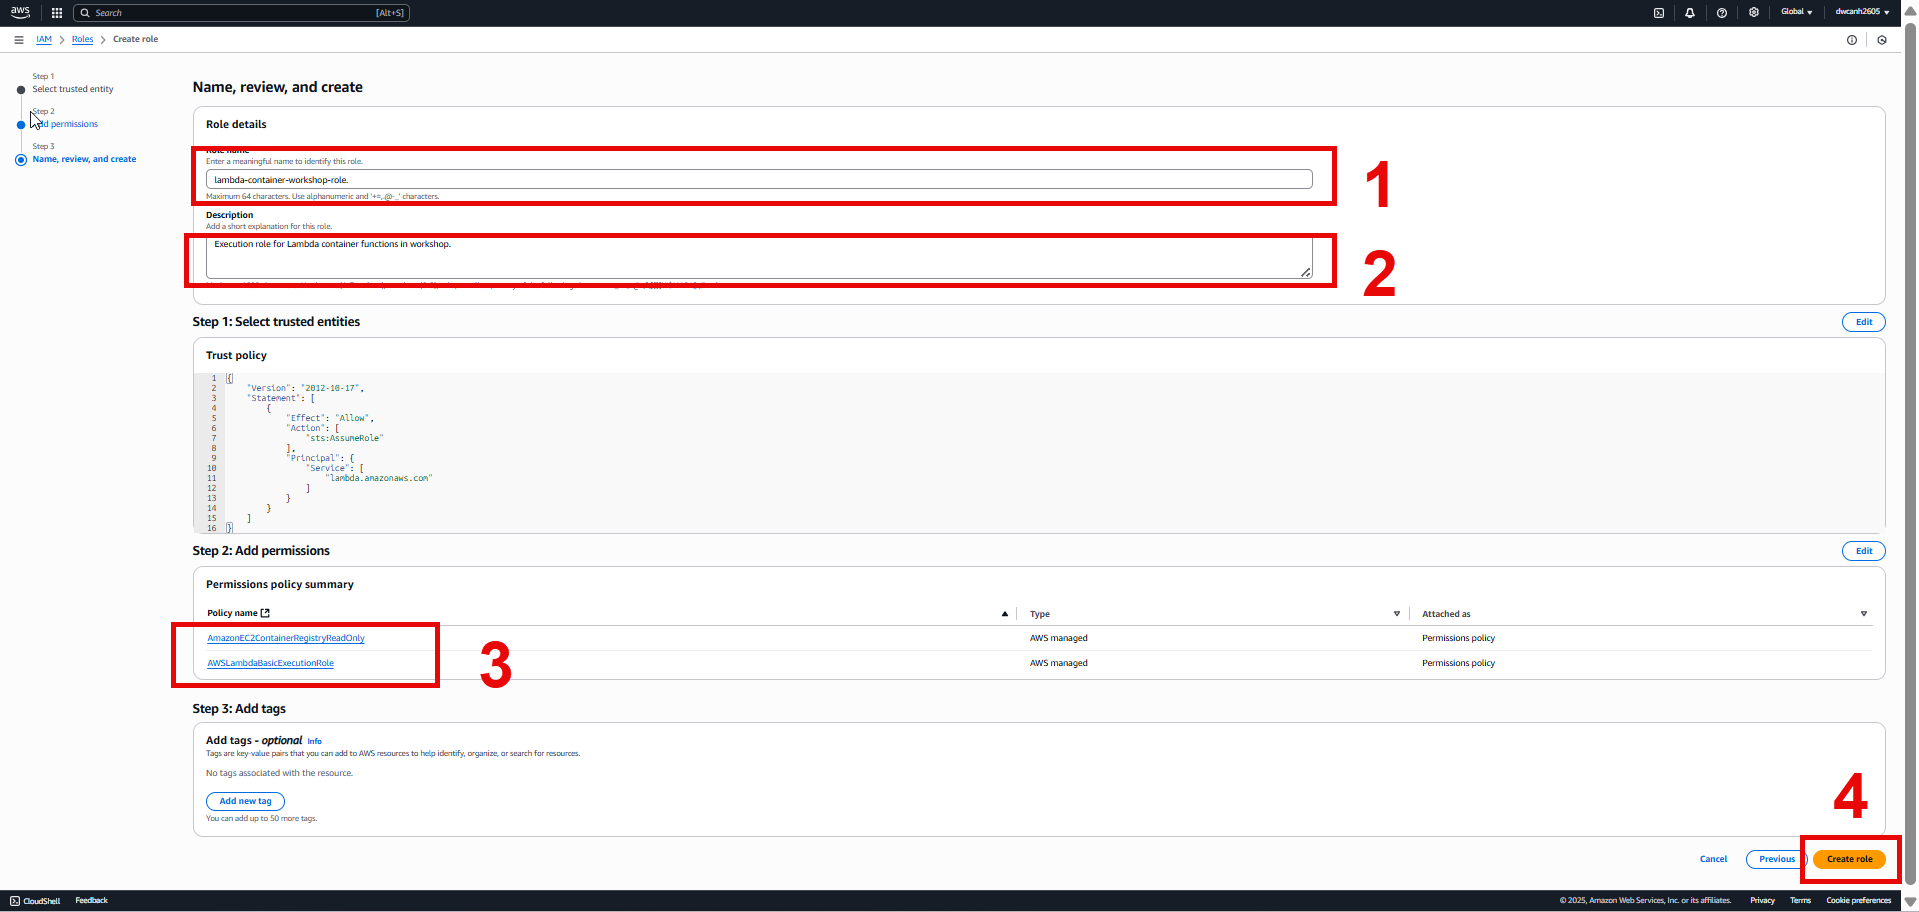 aws
Search [Alt+S]
Global
dwcanh2605
IAM > Roles > Create role
Step 1
Select trusted entity
Step 2
Add permissions
Step 3
Name, review, and create
Name, review, and create
Role details
Role name
Enter a meaningful name to identify this role.
lambda-container-workshop-role.
Maximum 64 characters. Use alphanumeric and '+=,.@-_' characters.
1
Description
Add a short explanation for this role.
Execution role for Lambda container functions in workshop.
2
Step 1: Select trusted entities
Edit
Trust policy
1 {
2 "Version": "2012-10-17",
3 "Statement": [
4 {
5 "Effect": "Allow",
6 "Action": [
7 "sts:AssumeRole"
8 ],
9 "Principal": {
10 "Service": [
11 "lambda.amazonaws.com"
12 ]
13 }
14 }
15 ]
16 }
Step 2: Add permissions
Edit
Permissions policy summary
Policy name Type Attached as
AmazonEC2ContainerRegistryReadOnly AWS managed Permissions policy
AWSLambdaBasicExecutionRole AWS managed Permissions policy
3
Step 3: Add tags
Add tags - optional Info
Tags are key-value pairs that you can add to AWS resources to help identify, organize, or search for resources.
No tags associated with the resource.
Add new tag
You can add up to 50 more tags.
4
Cancel Previous Create role
CloudShell Feedback © 2025, Amazon Web Services, Inc. or its affiliates. Privacy Terms Cookie preferences